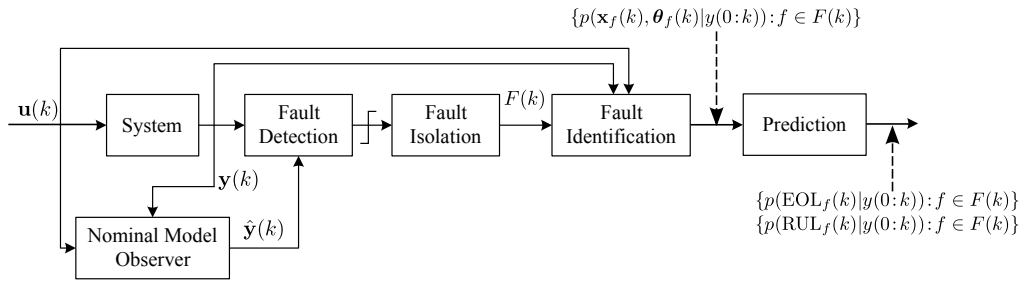 {p(𝐱_f(k), 𝜽_f(k)|y(0:k)): f ∈ F(k)}
𝐮(k)
System
Fault
Detection
Fault
Isolation
F(k)
Fault
Identification
Prediction
𝐲(k)
Nominal Model
Observer
𝐲̂(k)
{p(EOL_f(k)|y(0:k)): f ∈ F(k)}
{p(RUL_f(k)|y(0:k)): f ∈ F(k)}